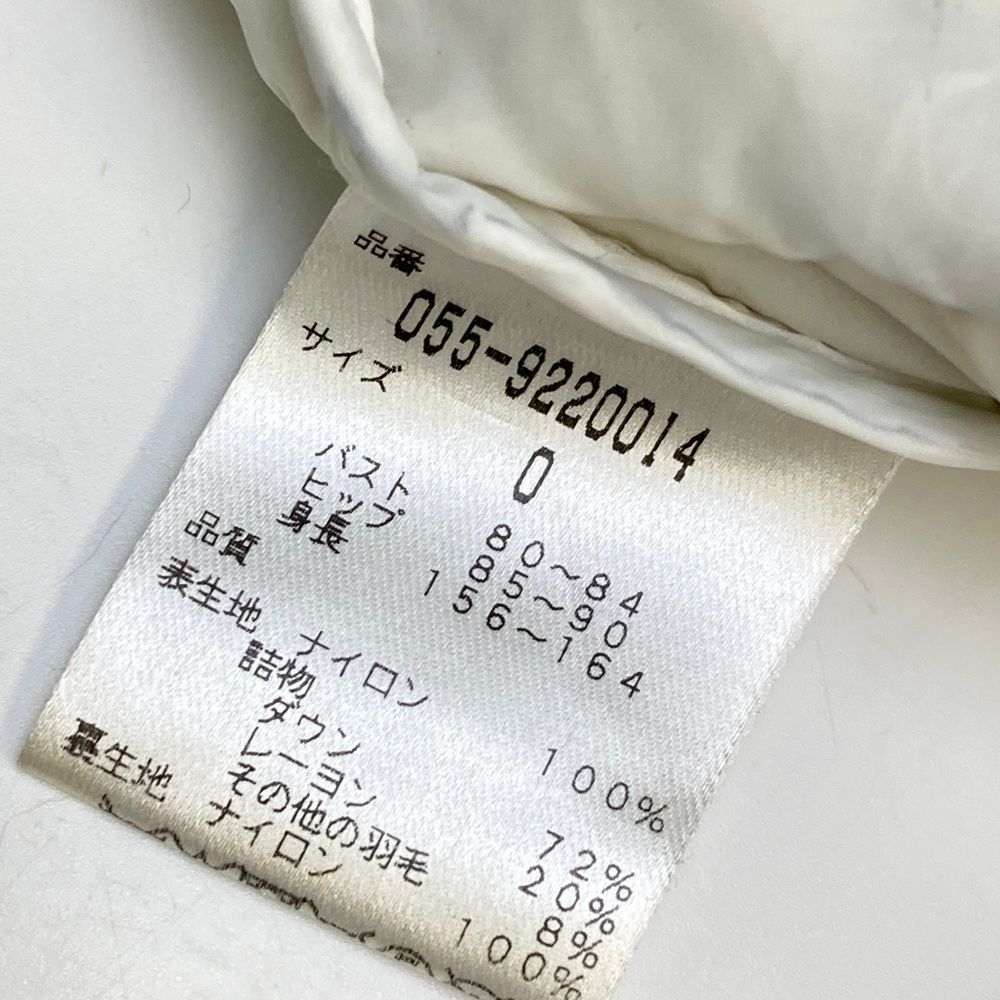 品番
055-9220014
サイズ
0
バスト 80～84
ヒップ 85～90
身長 156～164
品質
表生地 ナイロン 100%
詰物
ダウン 72%
レーヨン 20%
その他の羽毛 8%
裏生地 ナイロン 100%